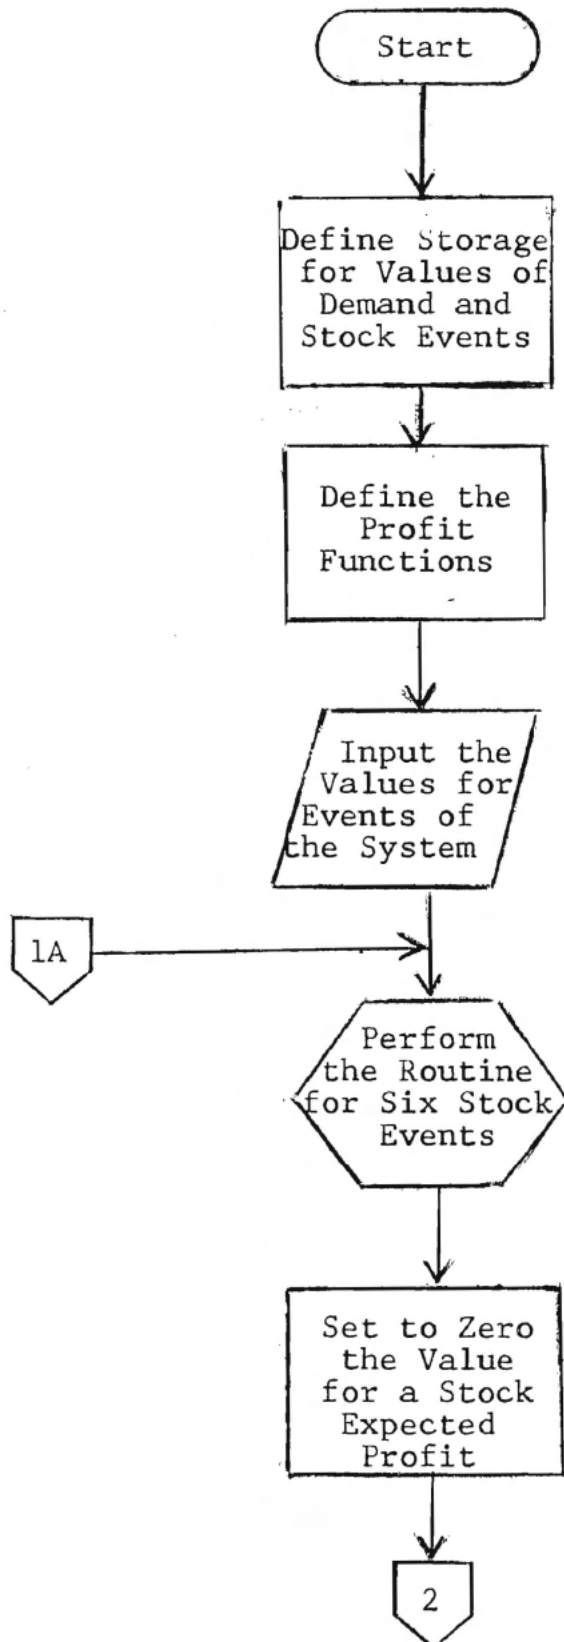 Start
Define Storage
for Values of
Demand and
Stock Events
Define the
Profit
Functions
Input the
Values for
Events of
the System
1A
Perform
the Routine
for Six Stock
Events
Set to Zero
the Value
for a Stock
Expected
Profit
2